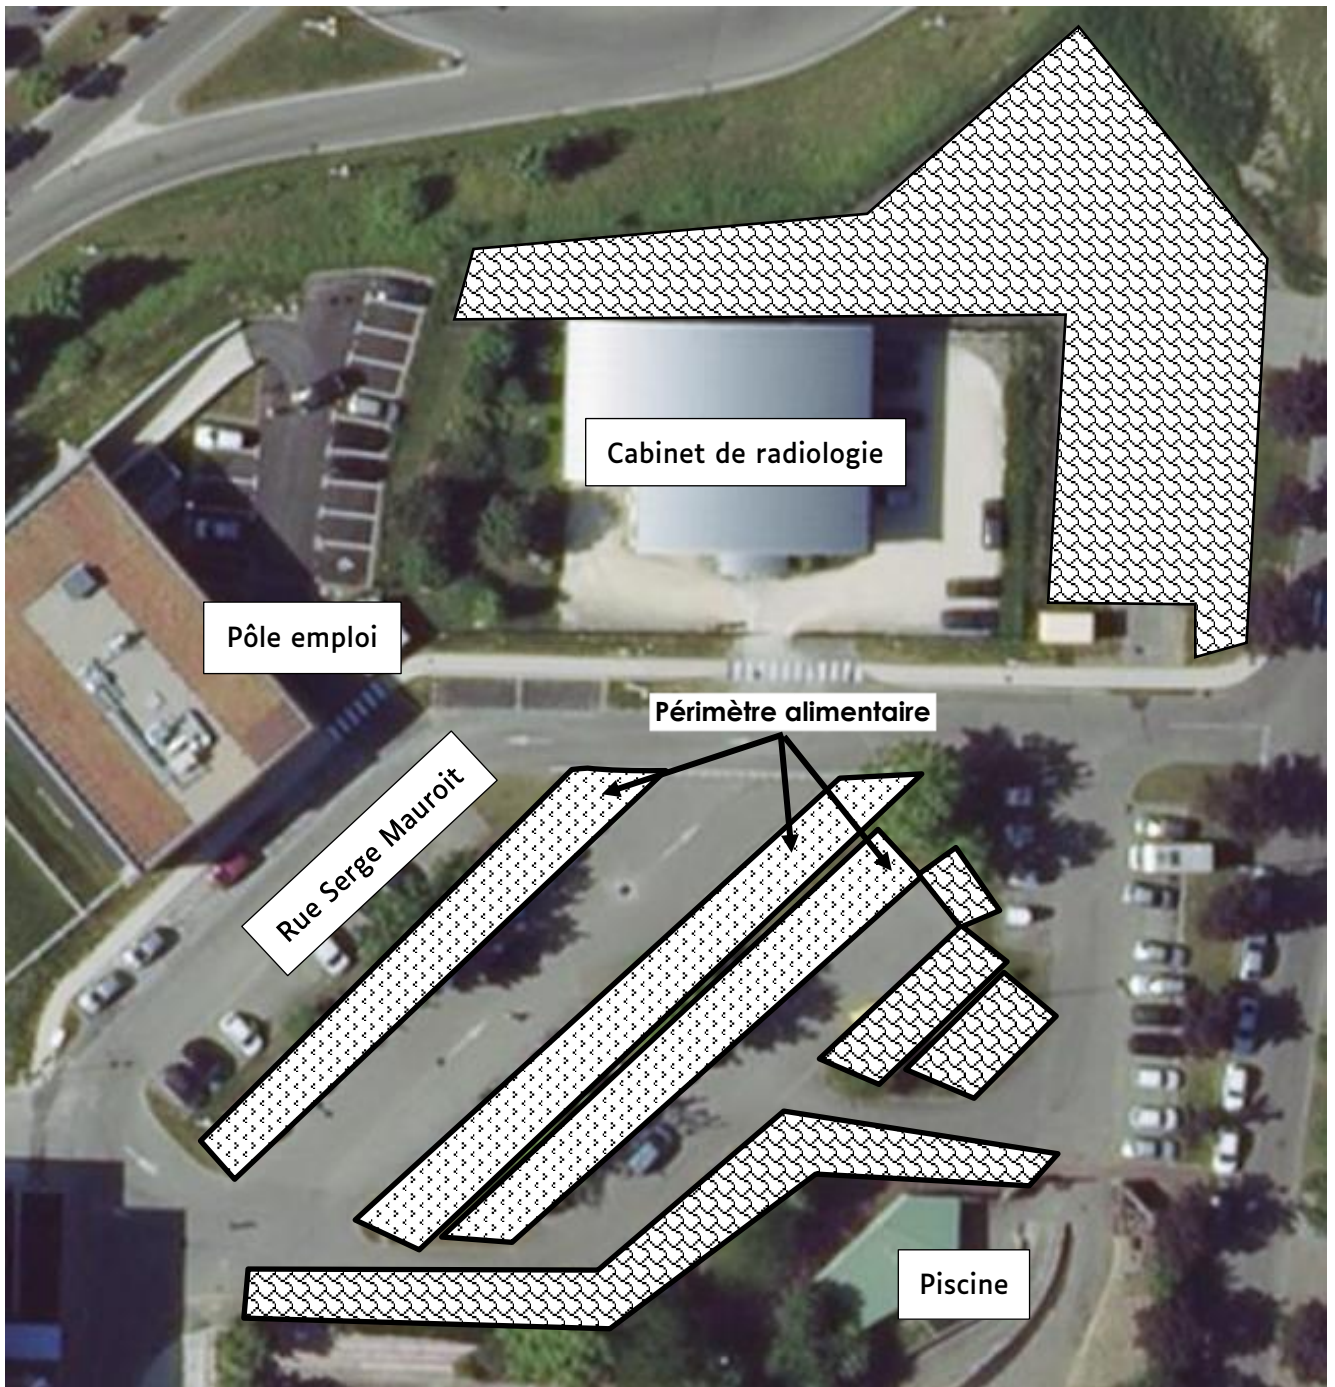 Cabinet de radiologie
Pôle emploi
Périmètre alimentaire
Rue Serge Mauroit
Piscine